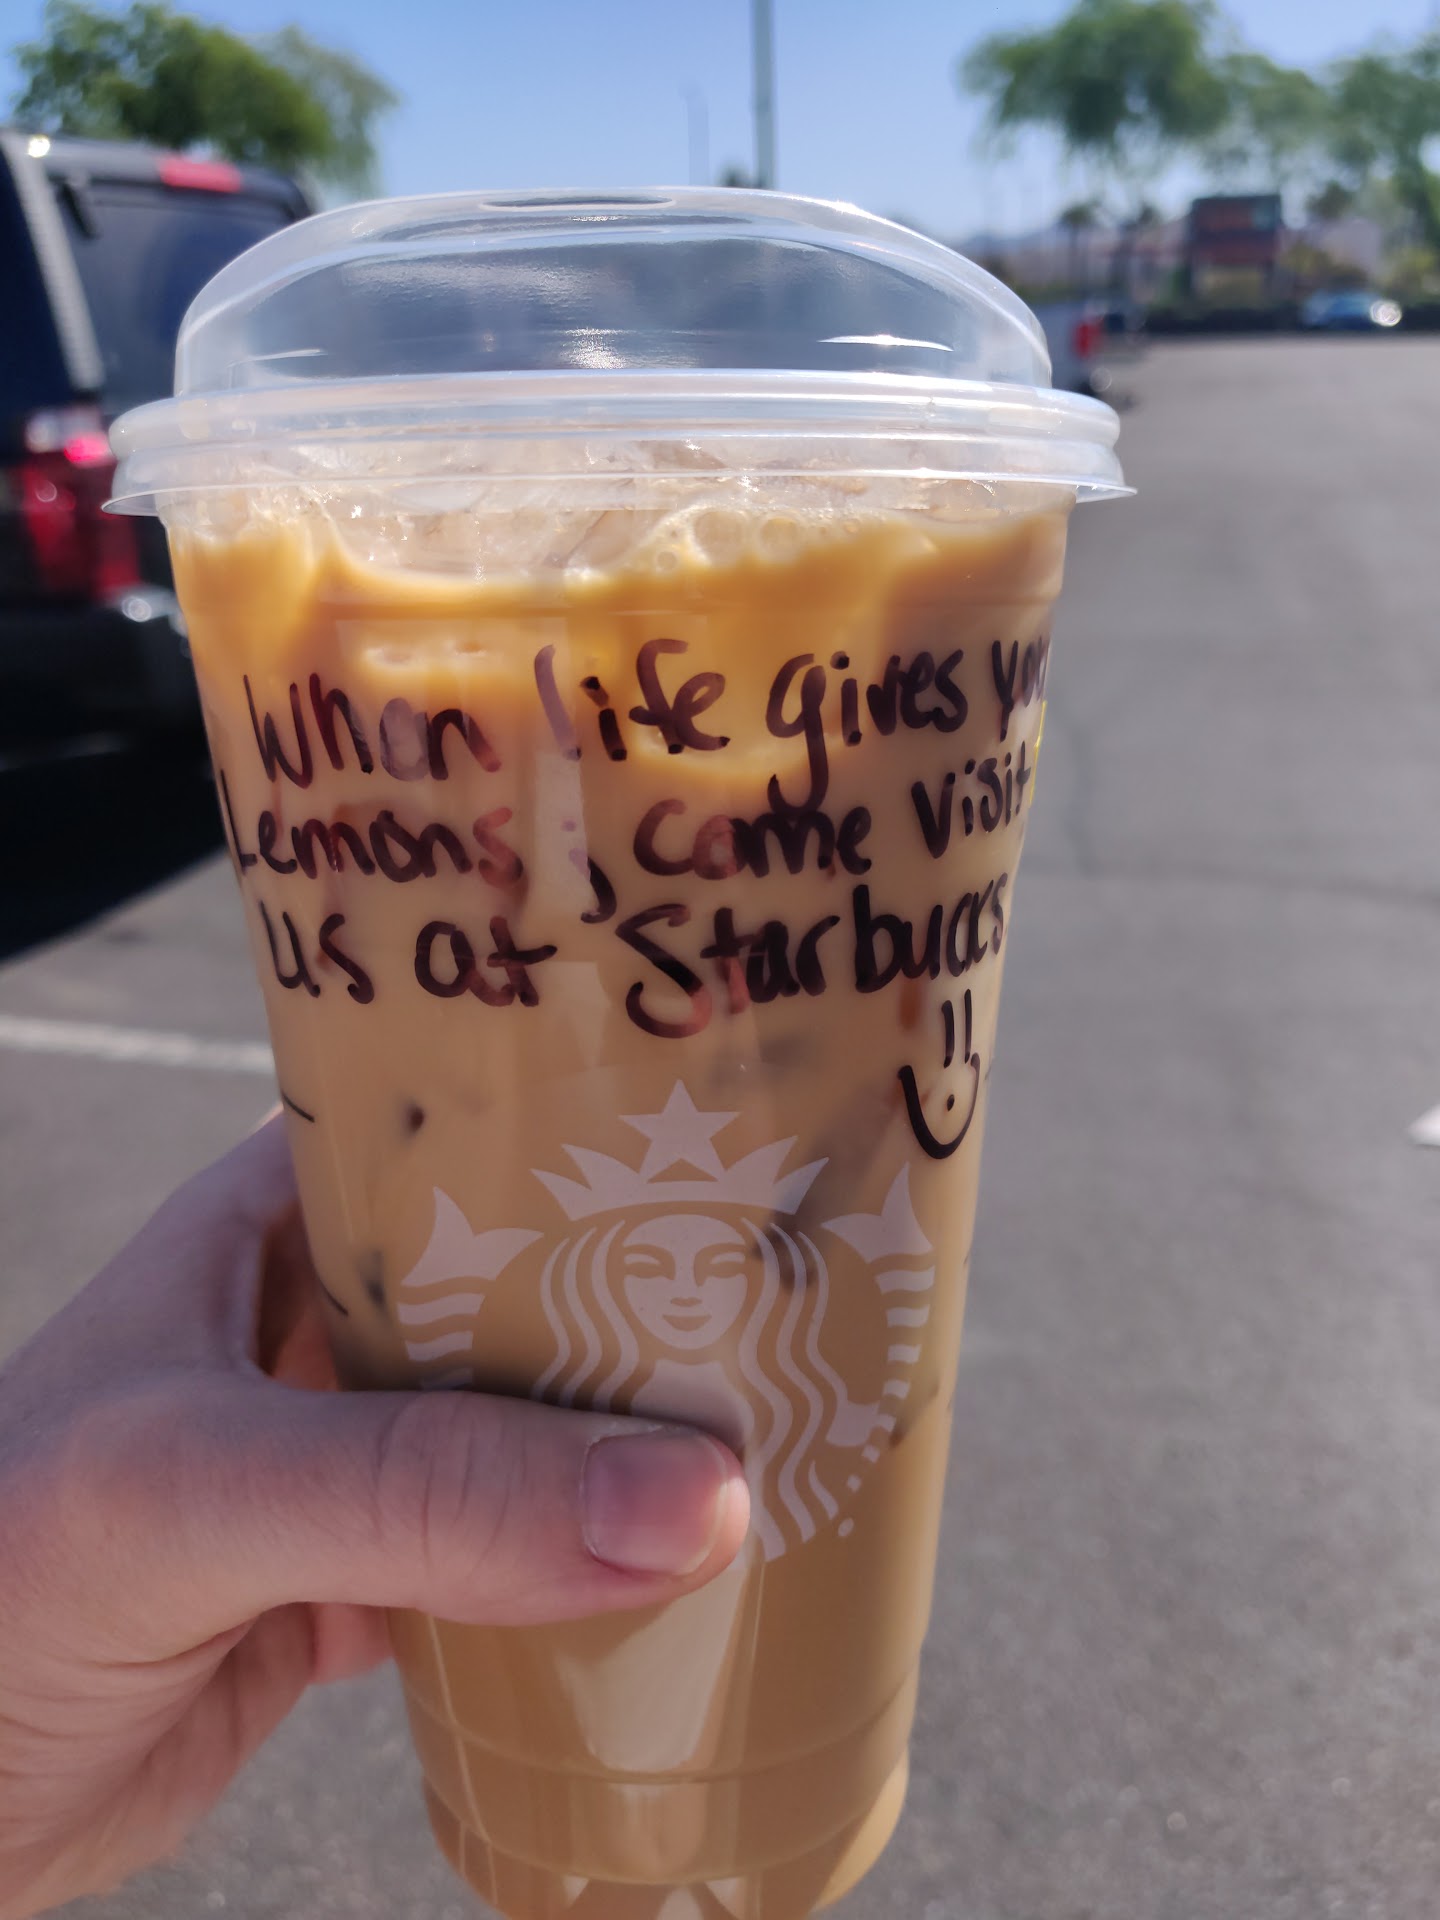 When life gives you
Lemons, come visit
us at Starbucks